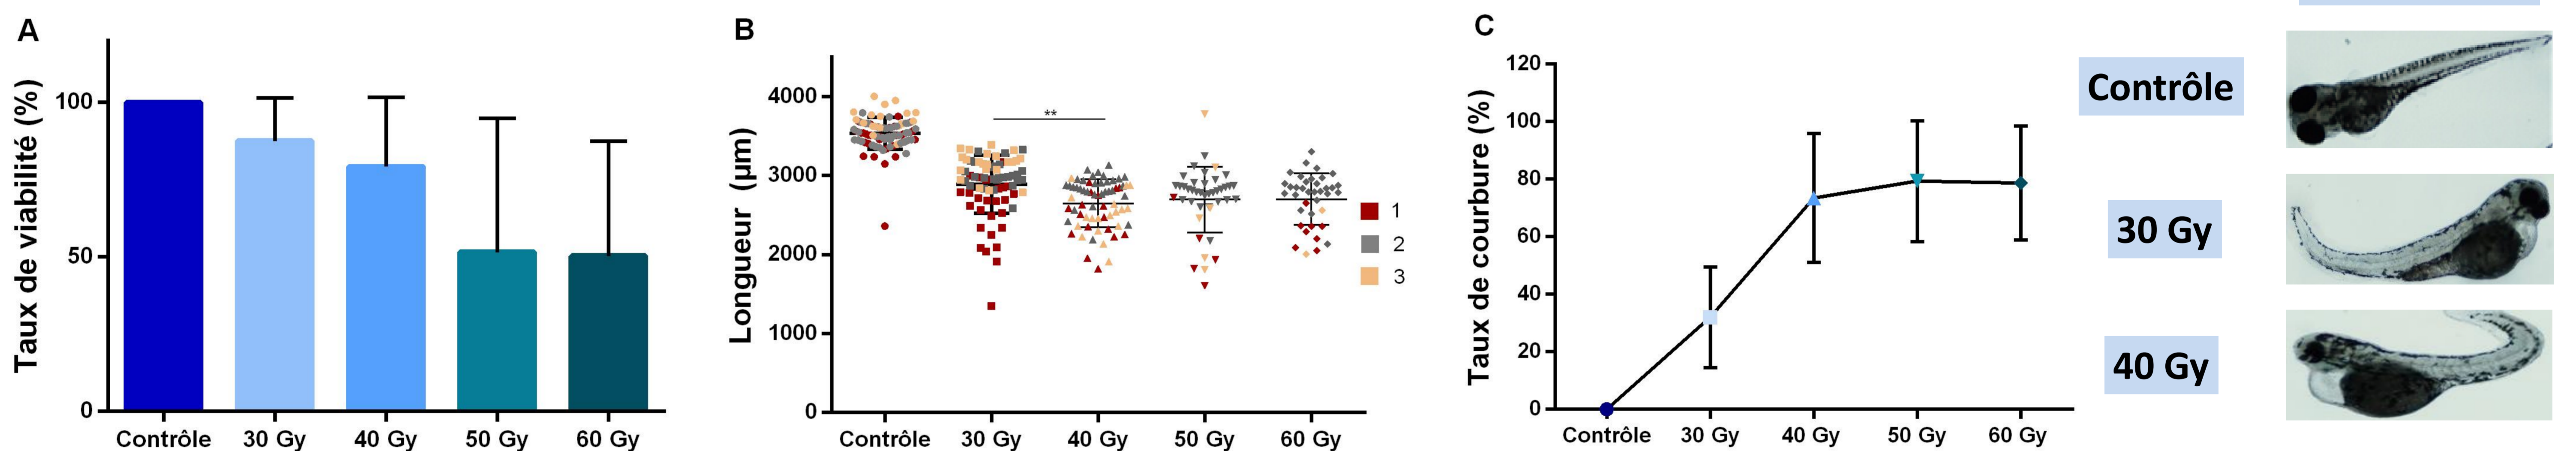 A
Taux de viabilité (%)
100
50
0
Contrôle
30 Gy
40 Gy
50 Gy
60 Gy
B
Longueur (µm)
4000
3000
2000
1000
0
**
Contrôle
30 Gy
40 Gy
50 Gy
60 Gy
1
2
3
C
Taux de courbure (%)
120
100
80
60
40
20
0
Contrôle
30 Gy
40 Gy
50 Gy
60 Gy
Contrôle
30 Gy
40 Gy